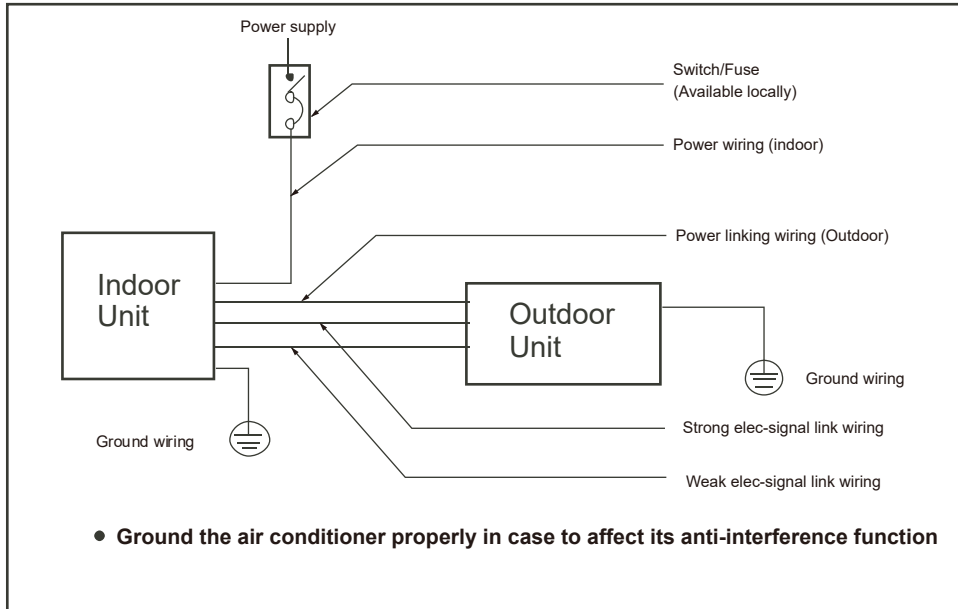 Power supply
Switch/Fuse
(Available locally)
Power wiring (indoor)
Power linking wiring (Outdoor)
Indoor
Unit
Outdoor
Unit
Ground wiring
Ground wiring
Strong elec-signal link wiring
Weak elec-signal link wiring
● Ground the air conditioner properly in case to affect its anti-interference function